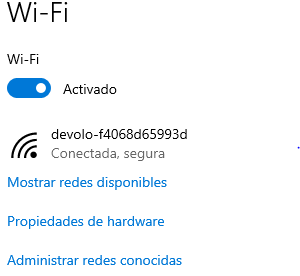 Wi-Fi
Wi-Fi
Activado
devolo-f4068d65993d
Conectada, segura
Mostrar redes disponibles
Propiedades de hardware
Administrar redes conocidas